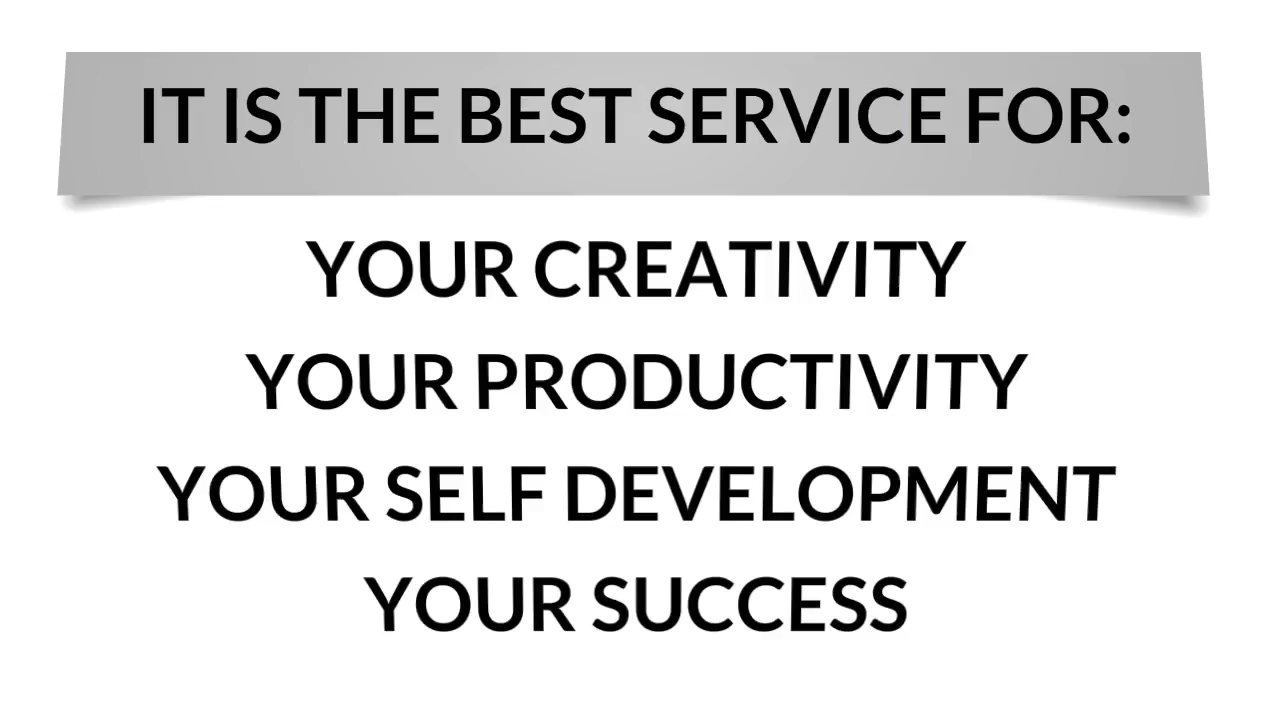 IT IS THE BEST SERVICE FOR:
YOUR CREATIVITY
YOUR PRODUCTIVITY
YOUR SELF DEVELOPMENT
YOUR SUCCESS